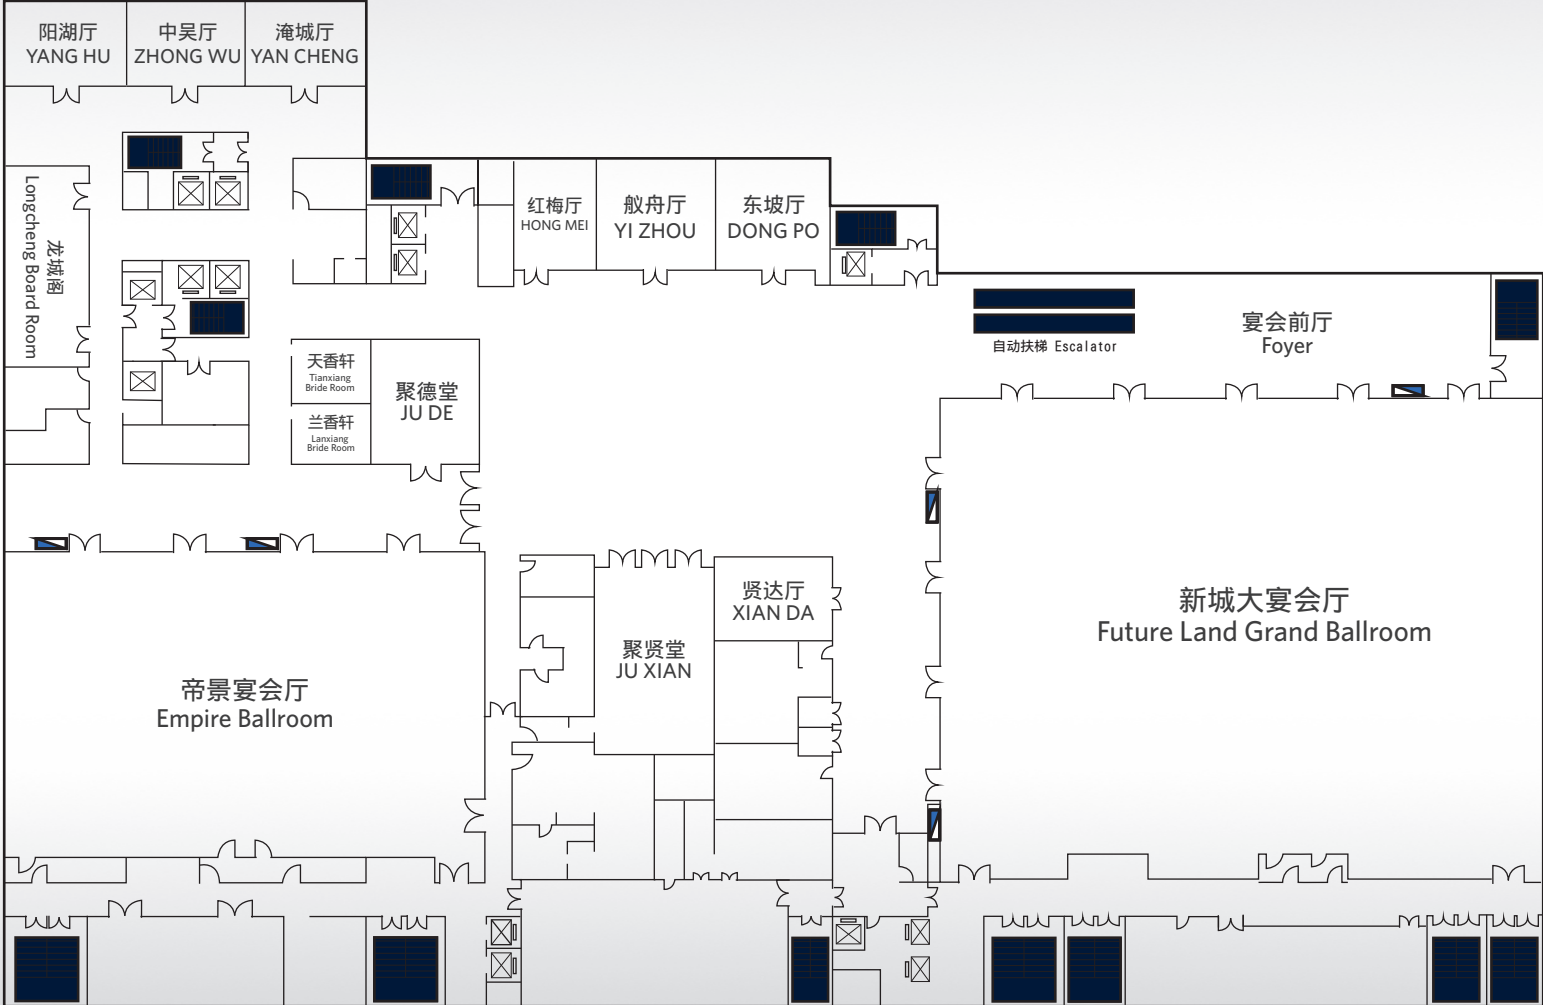 阳湖厅
YANG HU
中吴厅
ZHONG WU
淹城厅
YAN CHENG
龙城阁
Longcheng Board Room
红梅厅
HONG MEI
舣舟厅
YI ZHOU
东坡厅
DONG PO
自动扶梯 Escalator
宴会前厅
Foyer
天香轩
Tianxiang
Bride Room
兰香轩
Lanxiang
Bride Room
聚德堂
JU DE
帝景宴会厅
Empire Ballroom
聚贤堂
JU XIAN
贤达厅
XIAN DA
新城大宴会厅
Future Land Grand Ballroom